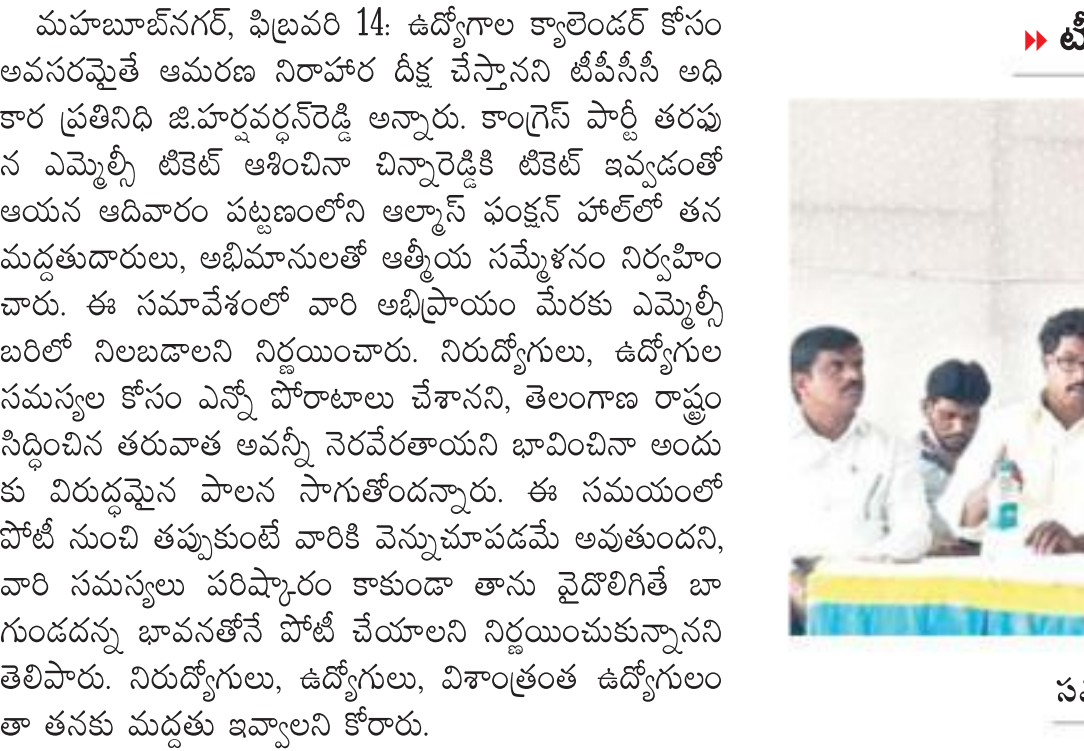 మహబూబ్‌నగర్, ఫిబ్రవరి 14: ఉద్యోగాల క్యాలెండర్ కోసం
అవసరమైతే ఆమరణ నిరాహార దీక్ష చేస్తానని టీపీసీసీ అధి
కార ప్రతినిధి జి.హర్షవర్ధన్‌రెడ్డి అన్నారు. కాంగ్రెస్ పార్టీ తరఫు
న ఎమ్మెల్సీ టికెట్ ఆశించినా చిన్నారెడ్డికి టికెట్ ఇవ్వడంతో
ఆయన ఆదివారం పట్టణంలోని ఆల్మాస్ ఫంక్షన్ హాల్‌లో తన
మద్దతుదారులు, అభిమానులతో ఆత్మీయ సమ్మేళనం నిర్వహిం
చారు. ఈ సమావేశంలో వారి అభిప్రాయం మేరకు ఎమ్మెల్సీ
బరిలో నిలబడాలని నిర్ణయించారు. నిరుద్యోగులు, ఉద్యోగుల
సమస్యల కోసం ఎన్నో పోరాటాలు చేశానని, తెలంగాణ రాష్ట్రం
సిద్ధించిన తరువాత అవన్నీ నెరవేరతాయని భావించినా అందు
కు విరుద్ధమైన పాలన సాగుతోందన్నారు. ఈ సమయంలో
పోటీ నుంచి తప్పుకుంటే వారికి వెన్నుచూపడమే అవుతుందని,
వారి సమస్యలు పరిష్కారం కాకుండా తాను వైదొలిగితే బా
గుండదన్న భావనతోనే పోటీ చేయాలని నిర్ణయించుకున్నానని
తెలిపారు. నిరుద్యోగులు, ఉద్యోగులు, విశాంత్రంత ఉద్యోగులం
తా తనకు మద్దతు ఇవ్వాలని కోరారు.